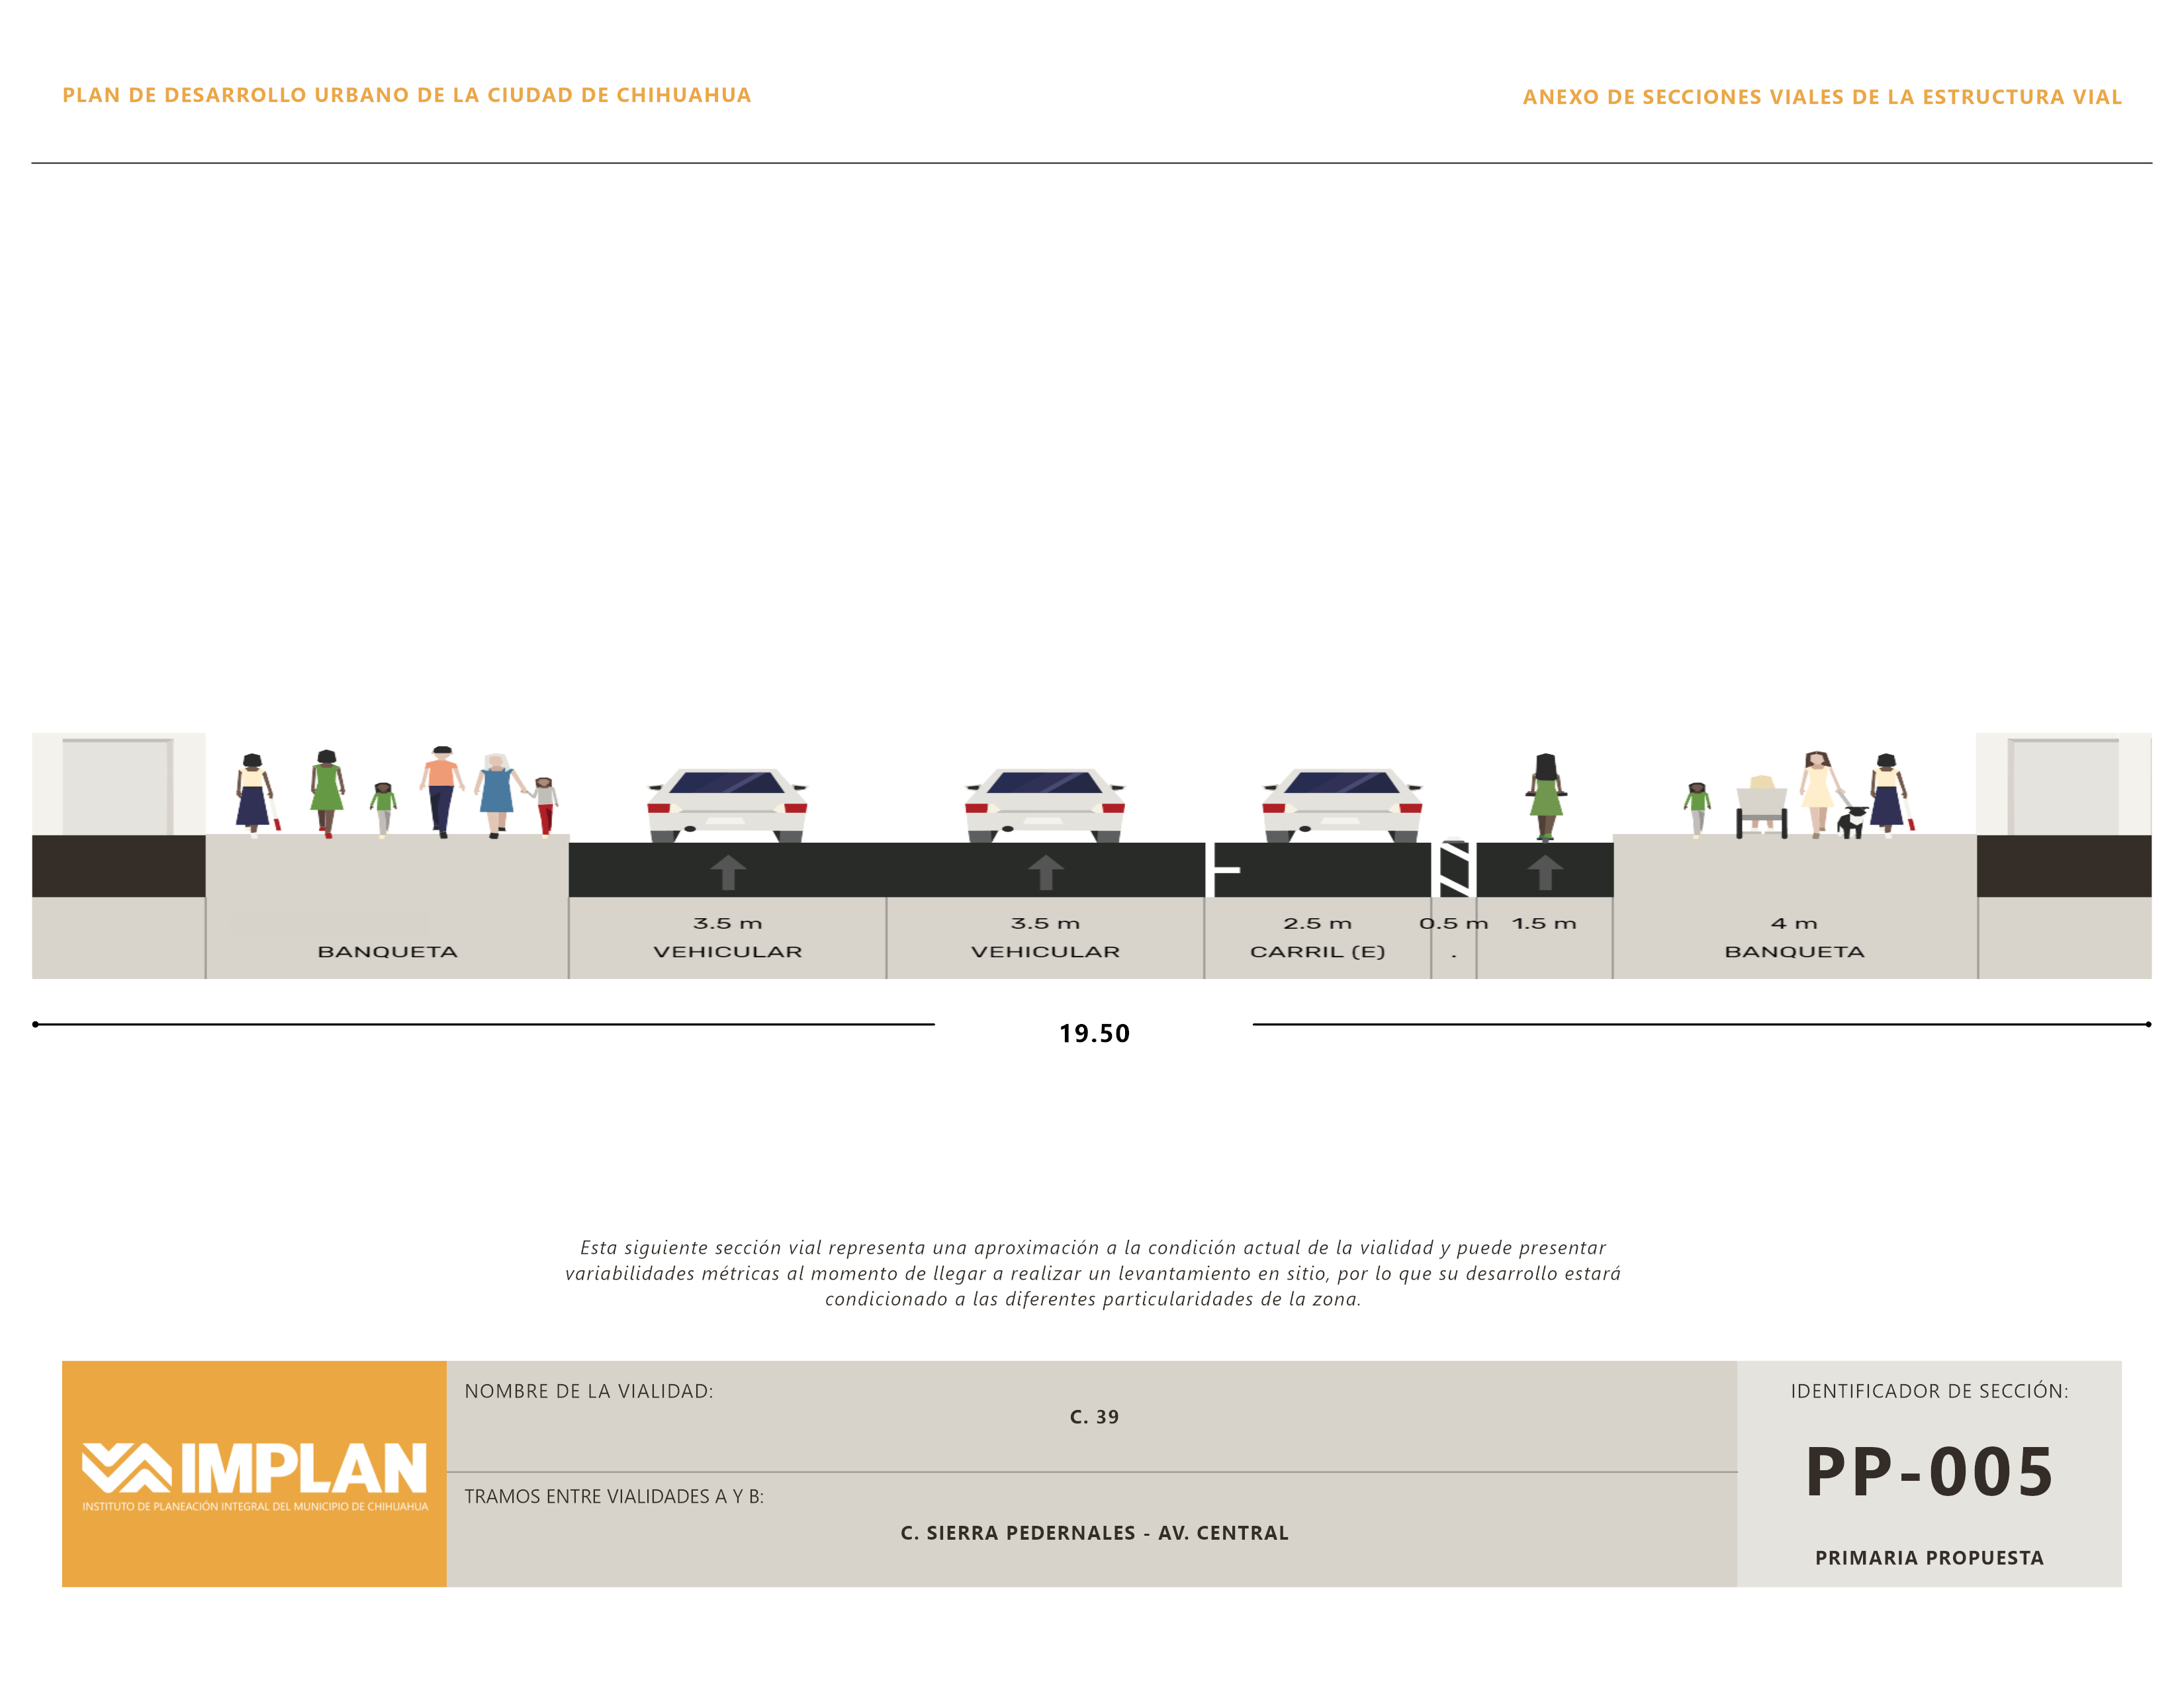 PLAN DE DESARROLLO URBANO DE LA CIUDAD DE CHIHUAHUA
ANEXO DE SECCIONES VIALES DE LA ESTRUCTURA VIAL
3.5 m 3.5 m 2.5 m 0.5 m 1.5 m 4 m
BANQUETA VEHICULAR VEHICULAR CARRIL (E) . BANQUETA
19.50
Esta siguiente sección vial representa una aproximación a la condición actual de la vialidad y puede presentar
variabilidades métricas al momento de llegar a realizar un levantamiento en sitio, por lo que su desarrollo estará
condicionado a las diferentes particularidades de la zona.
IMPLAN
INSTITUTO DE PLANEACIÓN INTEGRAL DEL MUNICIPIO DE CHIHUAHUA
NOMBRE DE LA VIALIDAD:
C. 39
TRAMOS ENTRE VIALIDADES A Y B:
C. SIERRA PEDERNALES - AV. CENTRAL
IDENTIFICADOR DE SECCIÓN:
PP-005
PRIMARIA PROPUESTA